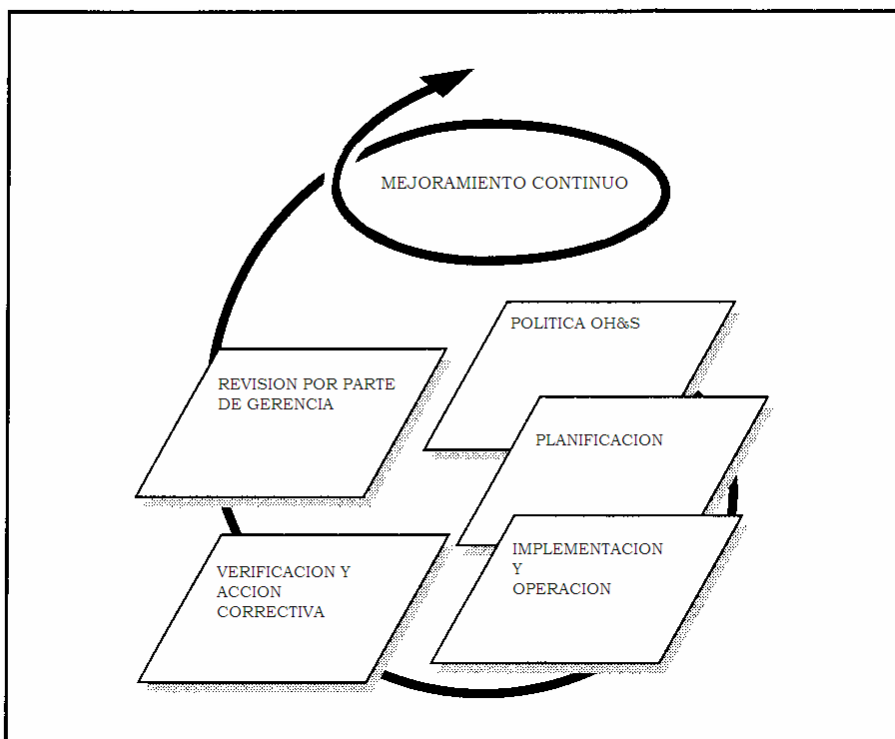 MEJORAMIENTO CONTINUO
POLITICA OH&S
REVISION POR PARTE
DE GERENCIA
PLANIFICACION
IMPLEMENTACION
Y
OPERACION
VERIFICACION Y
ACCION
CORRECTIVA